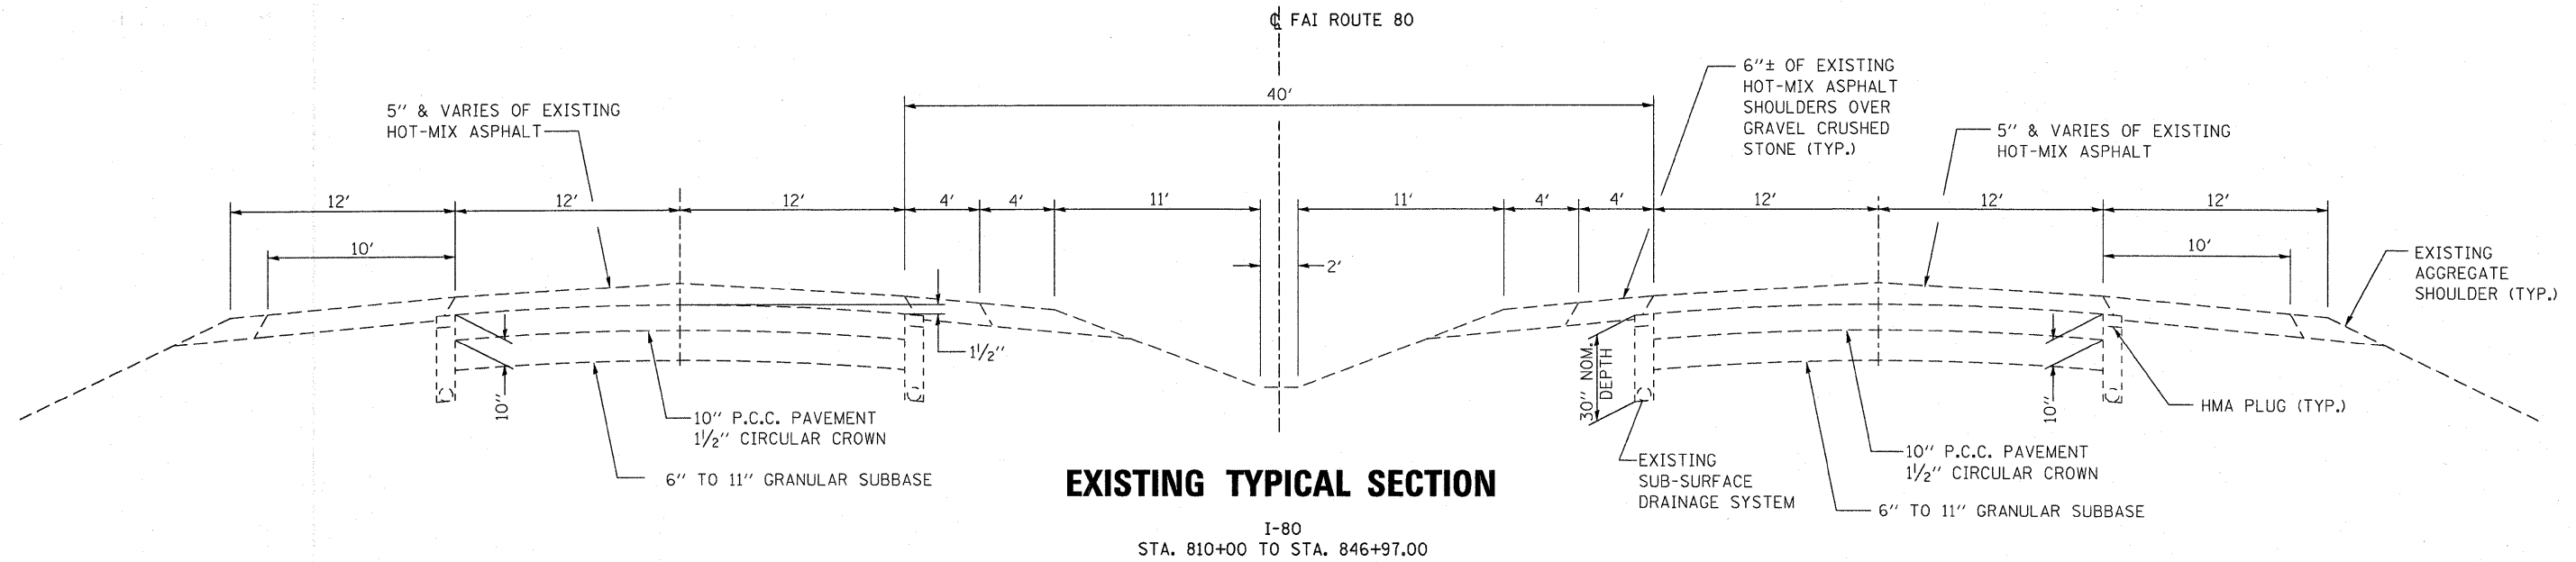 ℄ FAI ROUTE 80
6"± OF EXISTING
HOT-MIX ASPHALT
SHOULDERS OVER
GRAVEL CRUSHED
STONE (TYP.)
40'
5" & VARIES OF EXISTING
HOT-MIX ASPHALT
5" & VARIES OF EXISTING
HOT-MIX ASPHALT
12' 12' 12' 4' 4' 11' 11' 4' 4' 12' 12' 12'
10' 2' 10'
EXISTING
AGGREGATE
SHOULDER (TYP.)
1½"
10"
30" NOM.
DEPTH
10"
HMA PLUG (TYP.)
10" P.C.C. PAVEMENT
1½" CIRCULAR CROWN
6" TO 11" GRANULAR SUBBASE
EXISTING
SUB-SURFACE
DRAINAGE SYSTEM
10" P.C.C. PAVEMENT
1½" CIRCULAR CROWN
6" TO 11" GRANULAR SUBBASE
EXISTING TYPICAL SECTION
I-80
STA. 810+00 TO STA. 846+97.00